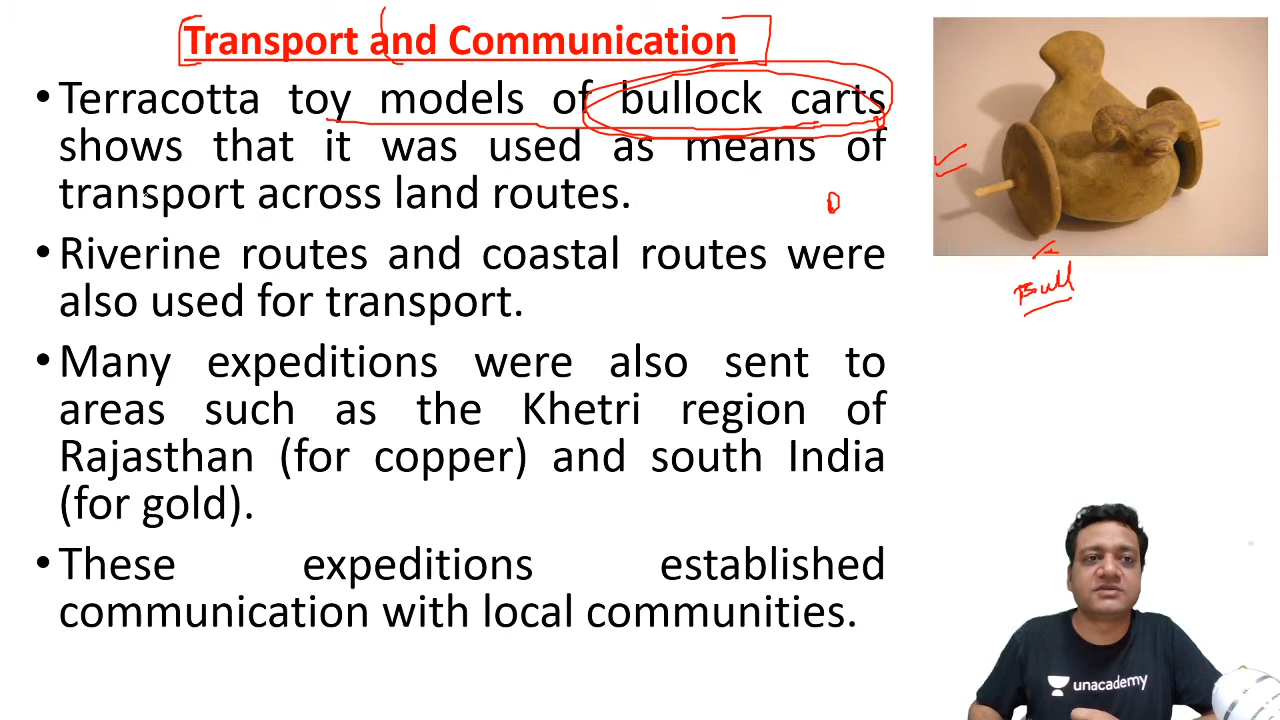 Transport and Communication
• Terracotta toy models of bullock carts
shows that it was used as means of
transport across land routes.
• Riverine routes and coastal routes were
also used for transport.
• Many expeditions were also sent to
areas such as the Khetri region of
Rajasthan (for copper) and south India
(for gold).
• These expeditions established
communication with local communities.
Bull
unacademy